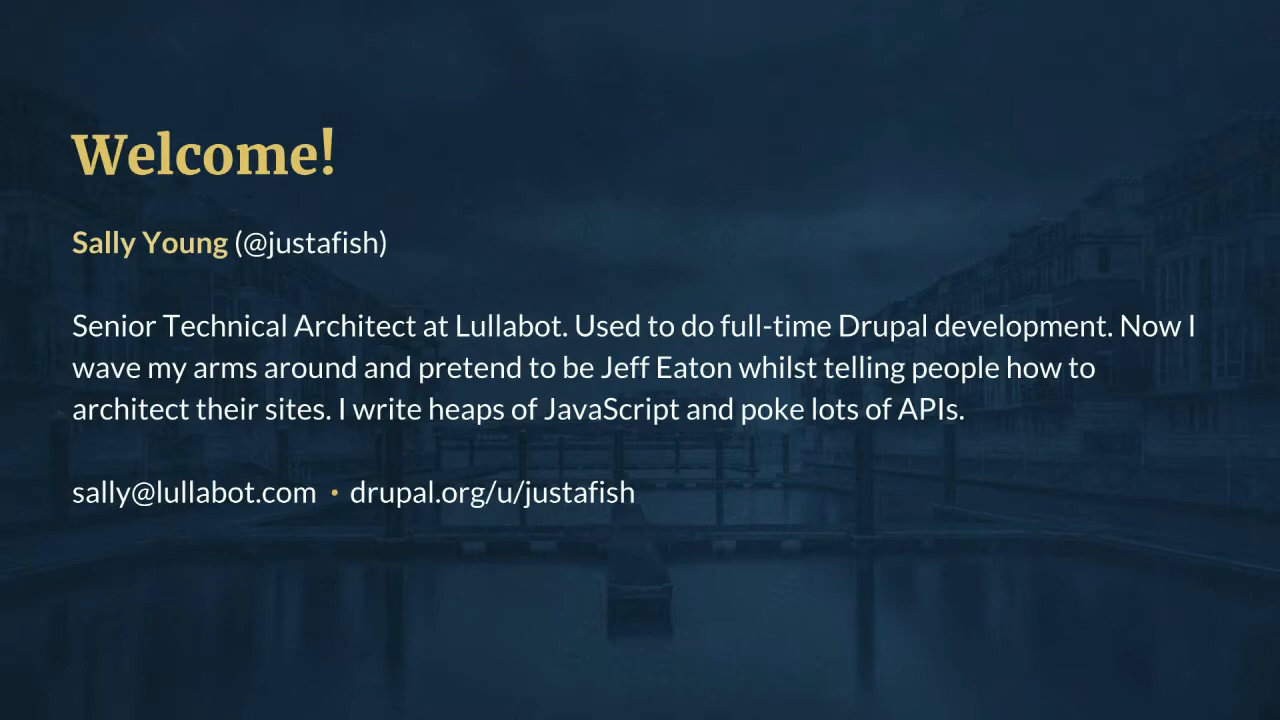 Welcome!
Sally Young (@justafish)
Senior Technical Architect at Lullabot. Used to do full-time Drupal development. Now I
wave my arms around and pretend to be Jeff Eaton whilst telling people how to
architect their sites. I write heaps of JavaScript and poke lots of APIs.
sally@lullabot.com • drupal.org/u/justafish